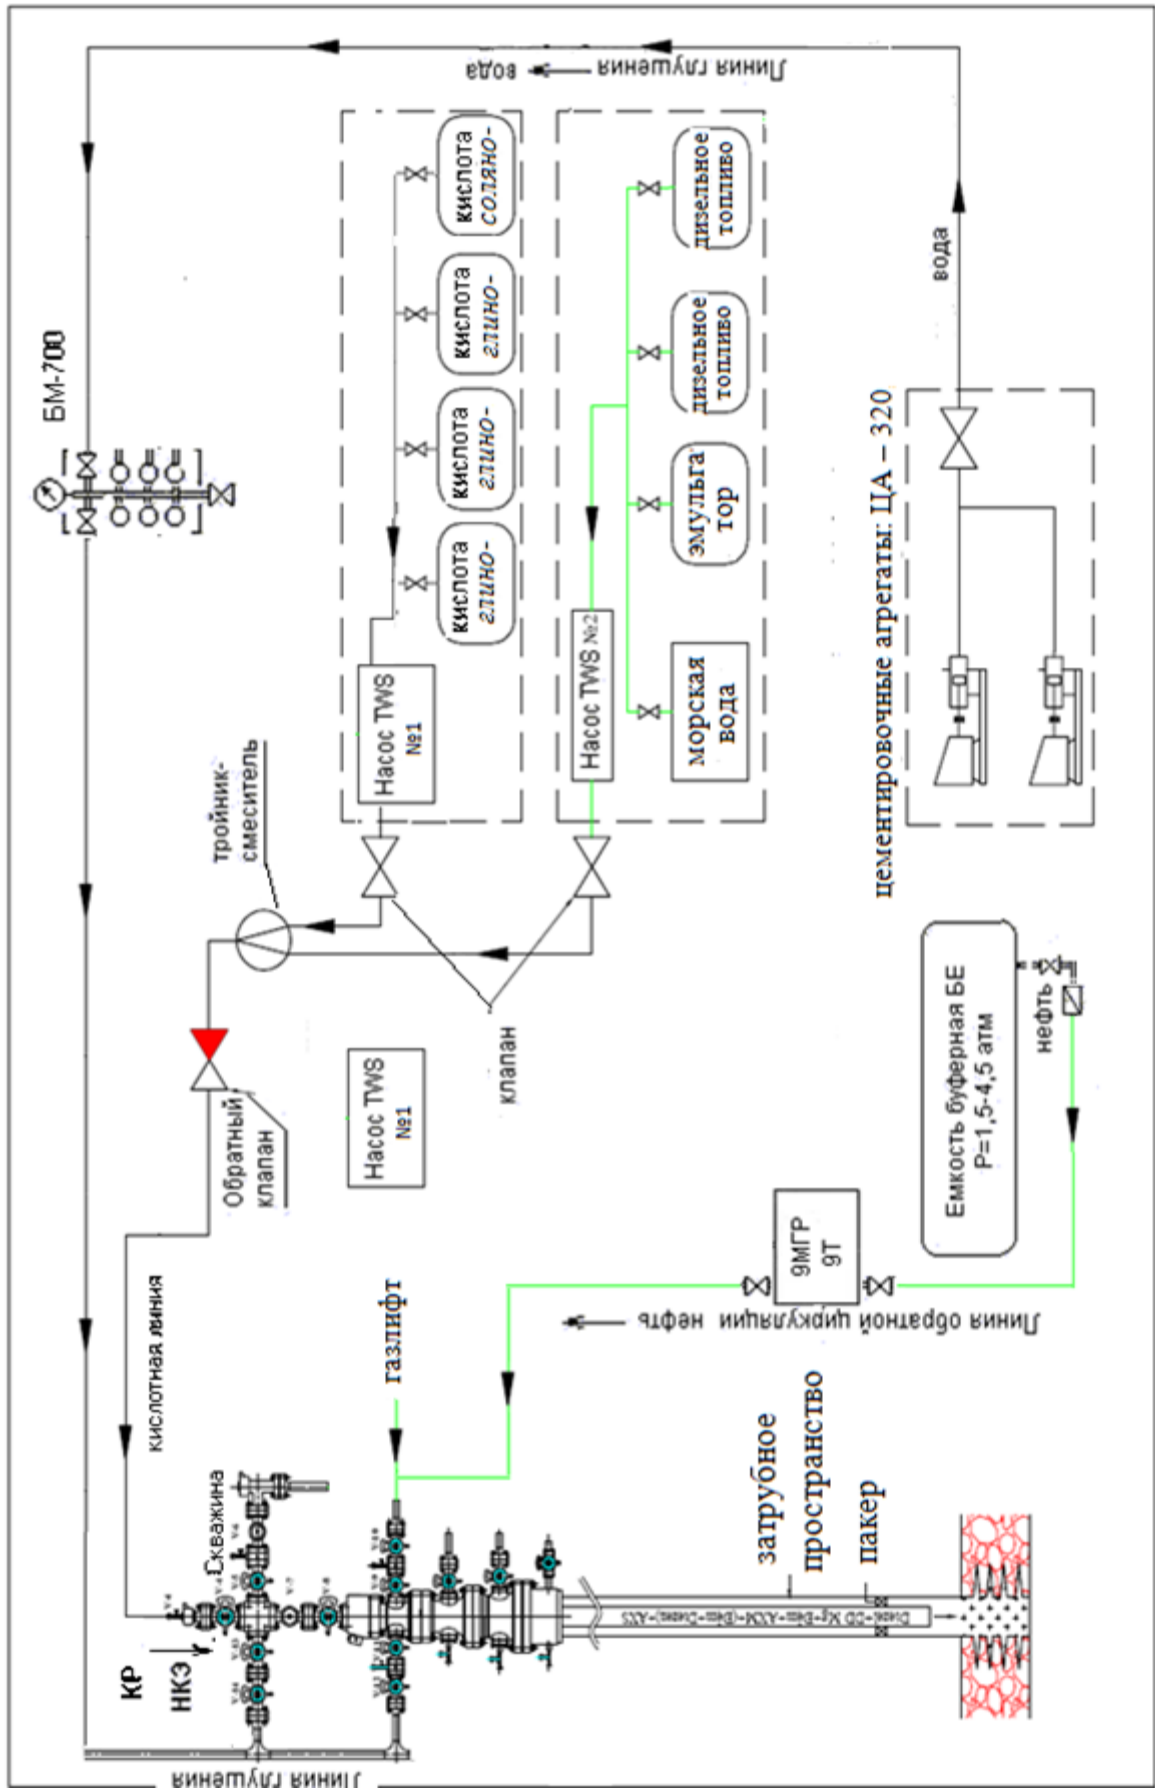 Линия глушения
вода
БМ-700
кислота
соляно-
кислота
глино-
кислота
глино-
кислота
глино-
Насос TWS
№1
дизельное
топливо
дизельное
топливо
эмульга
тор
морская
вода
Насос TWS №2
вода
цементировочные агрегаты: ЦА – 320
тройник-
смеситель
клапан
Обратный
клапан
Насос TWS
№1
Емкость буферная БЕ
Р=1,5-4,5 атм
нефть
9МГР
9Т
Линия обратной циркуляции нефть
кислотная линия
газлифт
Скважина
КР
НКЭ
затрубное
пространство
пакер
Линия глушения